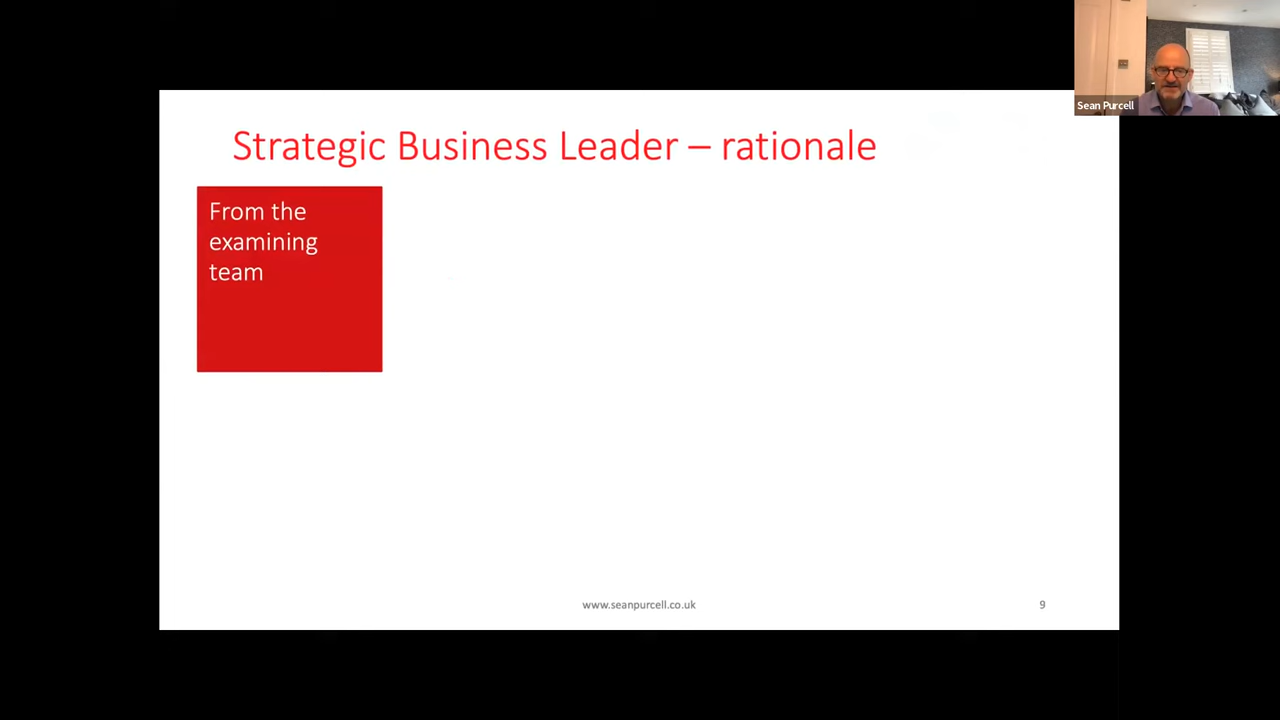 Sean Purcell
Strategic Business Leader – rationale
From the
examining
team
www.seanpurcell.co.uk
9